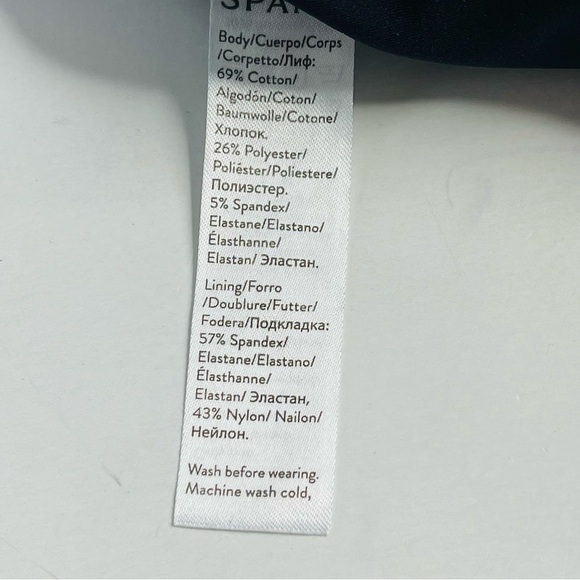 Body/Cuerpo/Corps
/Corpetto/Лиф:
69% Cotton/
Algodón/Coton/
Baumwolle/Cotone/
Хлопок.
26% Polyester/
Poliéster/Poliestere/
Полиэстер.
5% Spandex/
Elastane/Elastano/
Élasthanne/
Elastan/ Эластан.
Lining/Forro
/Doublure/Futter/
Fodera/Подкладка:
57% Spandex/
Elastane/Elastano/
Élasthanne/
Elastan/ Эластан,
43% Nylon/ Nailon/
Нейлон.
Wash before wearing.
Machine wash cold,